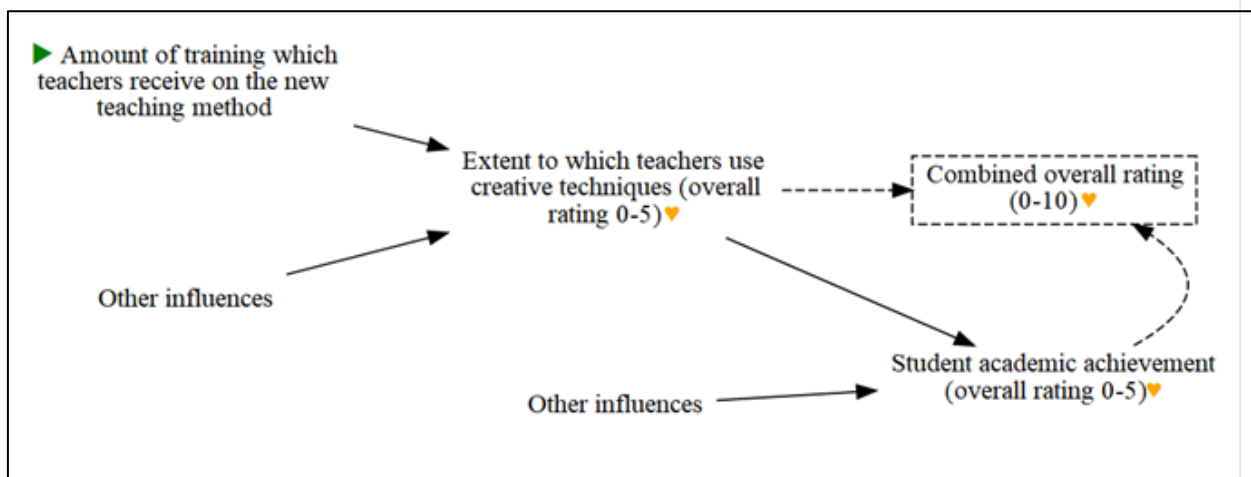 ▶ Amount of training which
teachers receive on the new
teaching method
Extent to which teachers use
creative techniques (overall
rating 0-5)♥
Combined overall rating
(0-10)♥
Other influences
Student academic achievement
(overall rating 0-5)♥
Other influences